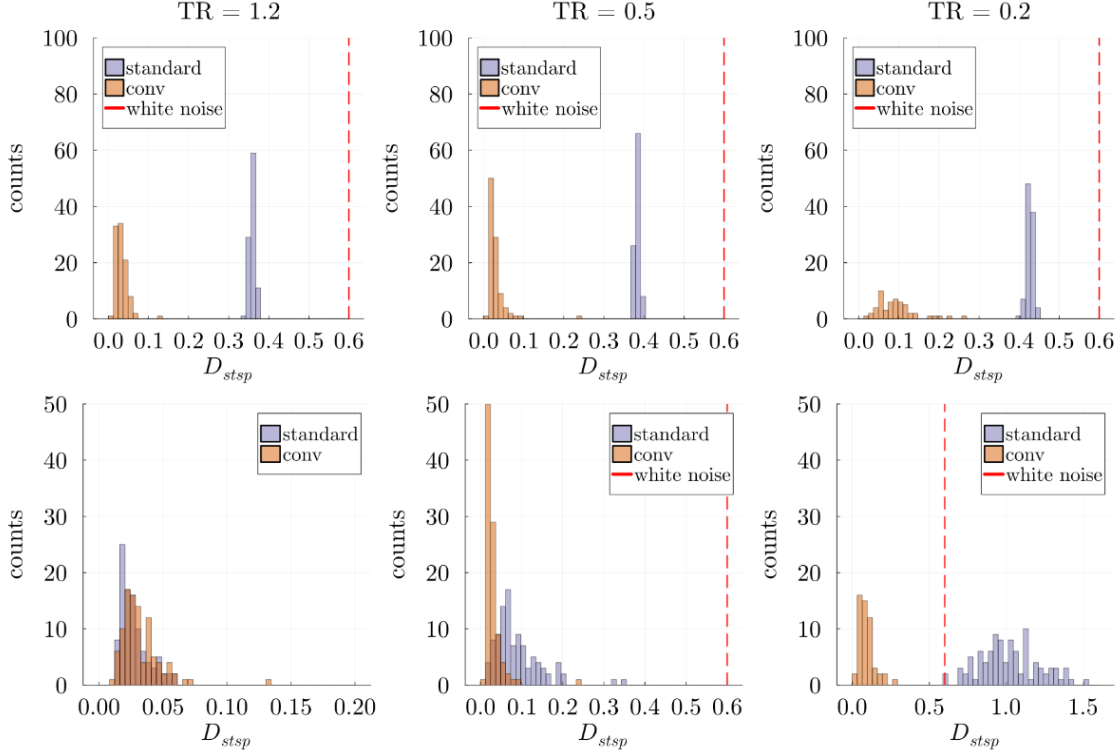 TR = 1.2
TR = 0.5
TR = 0.2
100
80
60
40
20
0
counts
standard
conv
white noise
0.0 0.1 0.2 0.3 0.4 0.5 0.6
D_stsp
100
80
60
40
20
0
counts
standard
conv
white noise
0.0 0.1 0.2 0.3 0.4 0.5 0.6
D_stsp
100
80
60
40
20
0
counts
standard
conv
white noise
0.0 0.1 0.2 0.3 0.4 0.5 0.6
D_stsp
50
40
30
20
10
0
counts
standard
conv
0.00 0.05 0.10 0.15 0.20
D_stsp
50
40
30
20
10
0
counts
standard
conv
white noise
0.0 0.1 0.2 0.3 0.4 0.5 0.6
D_stsp
50
40
30
20
10
0
counts
standard
conv
white noise
0.0 0.5 1.0 1.5
D_stsp